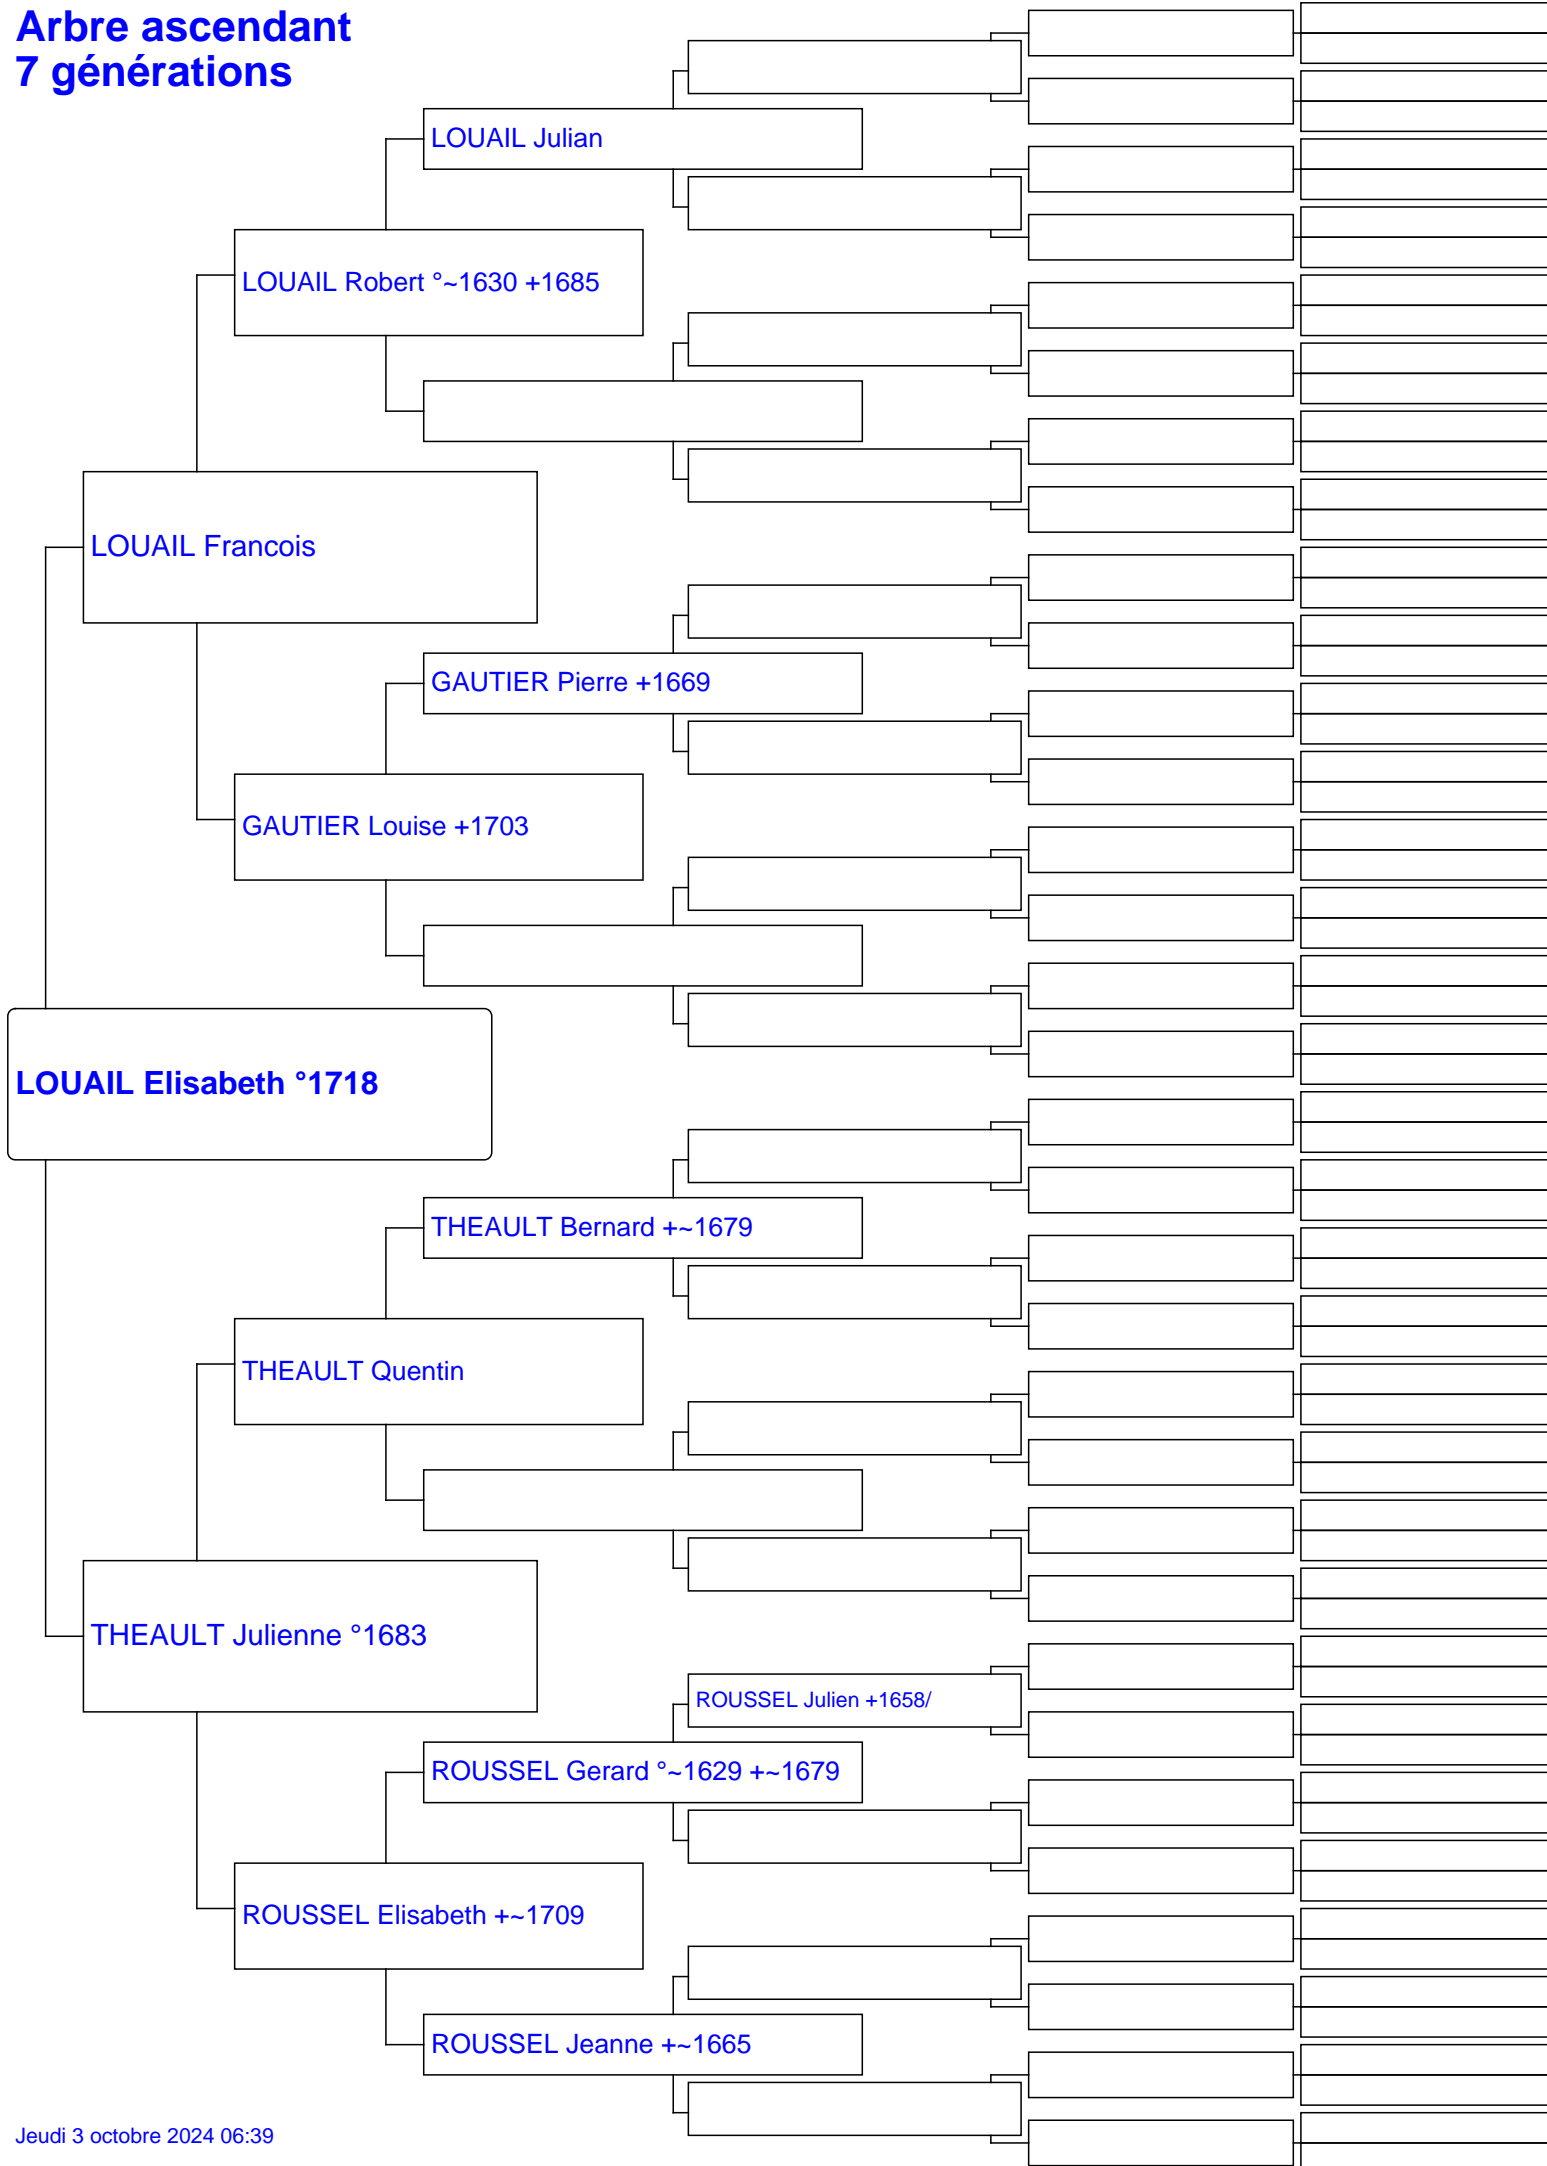 Arbre ascendant
7 générations
LOUAIL Julian
LOUAIL Robert °~1630 +1685
LOUAIL Francois
GAUTIER Pierre +1669
GAUTIER Louise +1703
LOUAIL Elisabeth °1718
THEAULT Bernard +~1679
THEAULT Quentin
THEAULT Julienne °1683
ROUSSEL Julien +1658/
ROUSSEL Gerard °~1629 +~1679
ROUSSEL Elisabeth +~1709
ROUSSEL Jeanne +~1665
Jeudi 3 octobre 2024 06:39